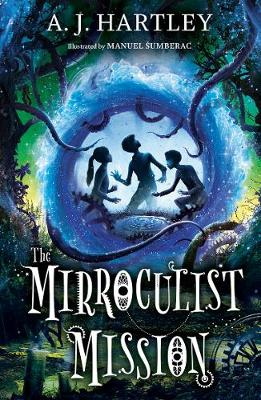 A. J. HARTLEY
Illustrated by MANUEL ŠUMBERAC
The
MIRROCULIST
MISSION